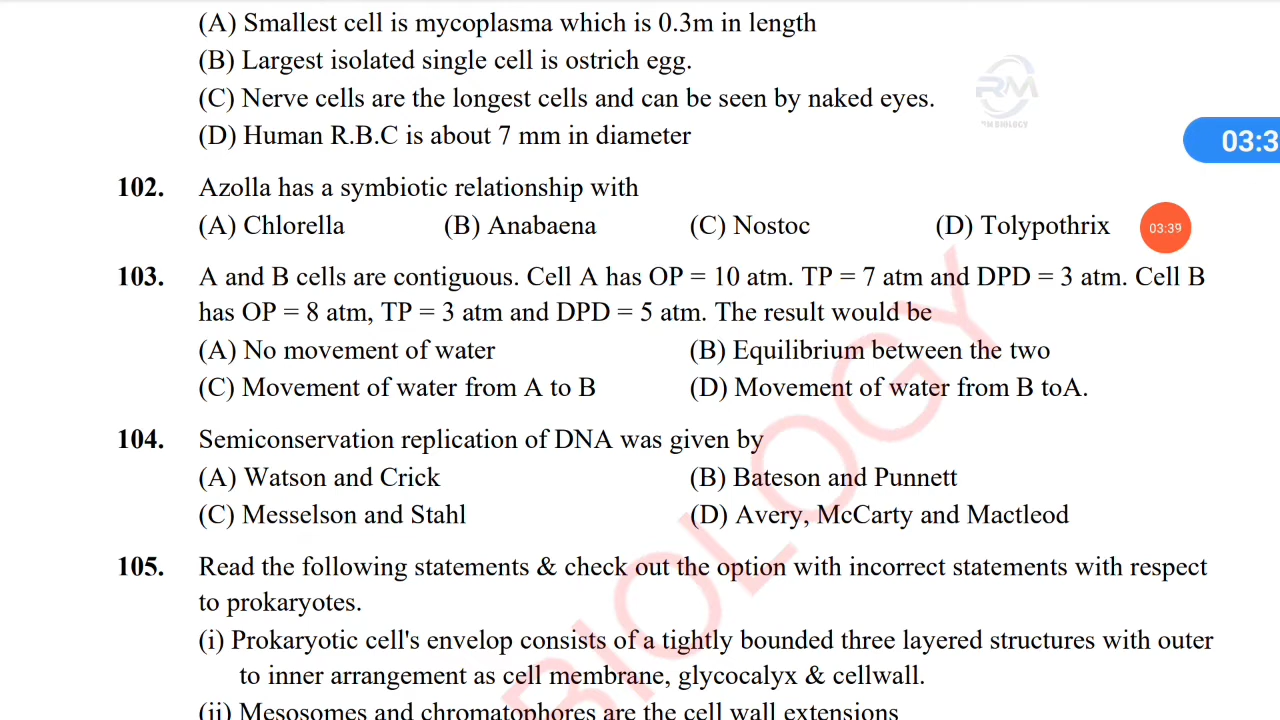 (A) Smallest cell is mycoplasma which is 0.3m in length
(B) Largest isolated single cell is ostrich egg.
(C) Nerve cells are the longest cells and can be seen by naked eyes.
(D) Human R.B.C is about 7 mm in diameter
RM
RM BIOLOGY
03:3
102. Azolla has a symbiotic relationship with
(A) Chlorella (B) Anabaena (C) Nostoc (D) Tolypothrix
03:39
103. A and B cells are contiguous. Cell A has OP = 10 atm. TP = 7 atm and DPD = 3 atm. Cell B
has OP = 8 atm, TP = 3 atm and DPD = 5 atm. The result would be
(A) No movement of water (B) Equilibrium between the two
(C) Movement of water from A to B (D) Movement of water from B toA.
104. Semiconservation replication of DNA was given by
(A) Watson and Crick (B) Bateson and Punnett
(C) Messelson and Stahl (D) Avery, McCarty and Mactleod
105. Read the following statements & check out the option with incorrect statements with respect
to prokaryotes.
(i) Prokaryotic cell's envelop consists of a tightly bounded three layered structures with outer
to inner arrangement as cell membrane, glycocalyx & cellwall.
(ii) Mesosomes and chromatophores are the cell wall extensions
BIOLOGY